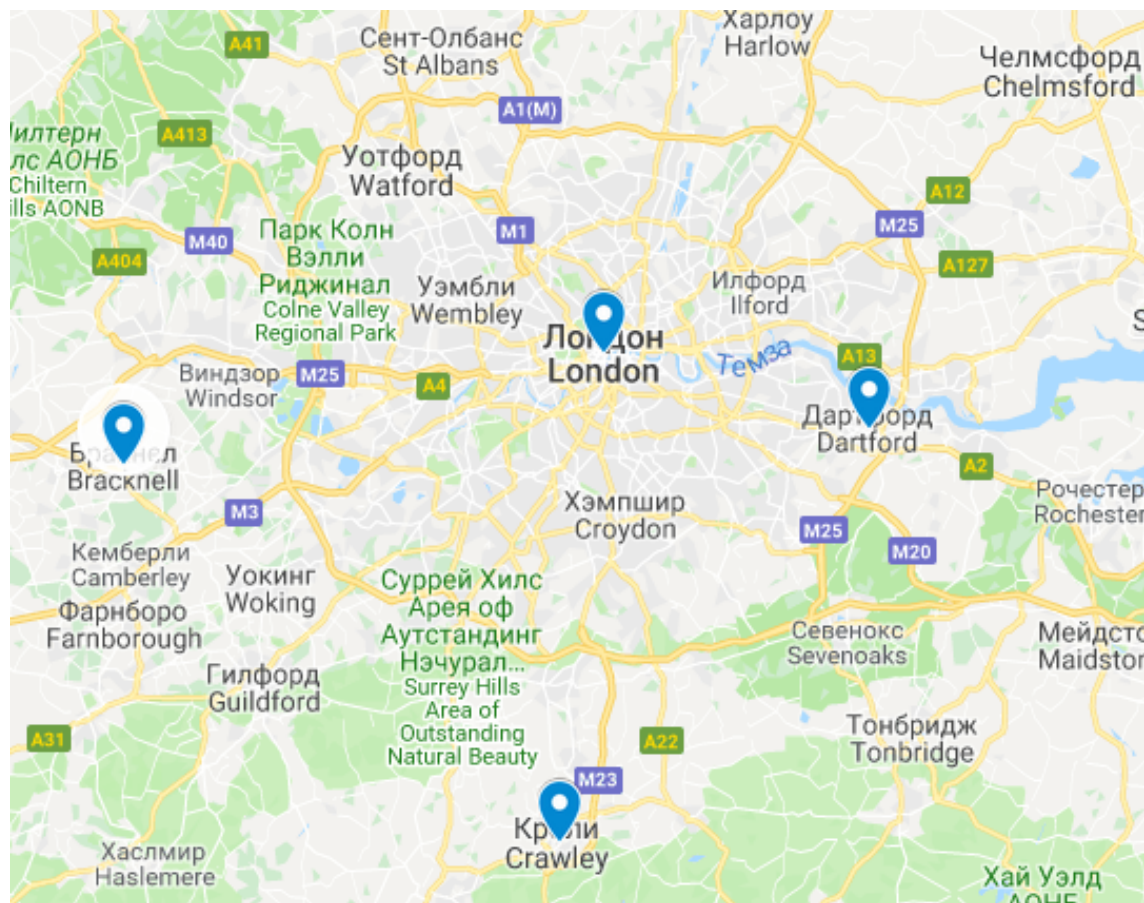 Харлоу
Harlow
A41
Сент-Олбанс
St Albans
Челмсфорд
Chelmsford
A1(M)
A413
Чилтерн
лс АОНБ
Chiltern
ills AONB
Уотфорд
Watford
A12
M25
M1
M40
Парк Колн
Вэлли
Риджинал
Colne Valley
Regional Park
A404
A127
Уэмбли
Wembley
Илфорд
Ilford
Лондон
London
Темза
A13
Виндзор
Windsor
M25
A4
Дартфорд
Dartford
Bracknell
A2
M3
Хэмпшир
Croydon
Рочестер
Rochester
M25
M20
Кемберли
Camberley
Уокинг
Woking
Фарнборо
Farnborough
Суррей Хилс
Арея оф
Аутстандинг
Нэчурал...
Surrey Hills
Area of
Outstanding
Natural Beauty
Севенокс
Sevenoaks
Мейдсто
Maidston
Гилфорд
Guildford
A31
A22
Тонбридж
Tonbridge
M23
Кроли
Crawley
Хаслмир
Haslemere
Хай Уэлд
АОНБ